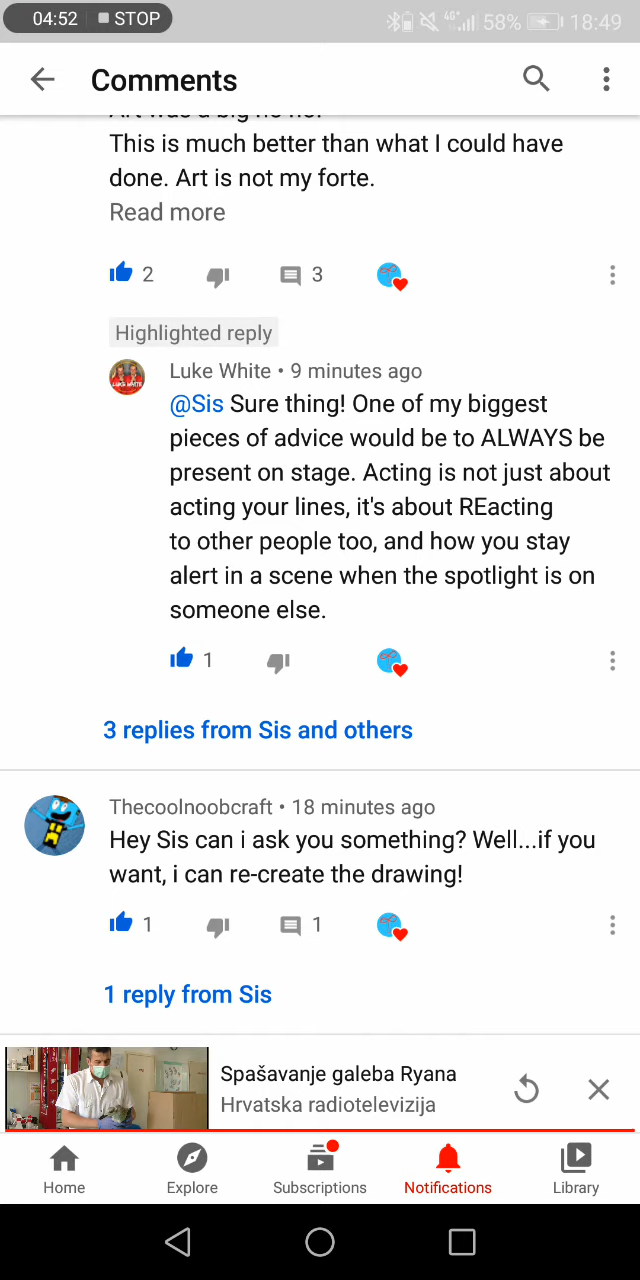 04:52 STOP 4G+ 58% 18:49
Comments
This is much better than what I could have
done. Art is not my forte.
Read more
2 3
Highlighted reply
Luke White • 9 minutes ago
@Sis Sure thing! One of my biggest
pieces of advice would be to ALWAYS be
present on stage. Acting is not just about
acting your lines, it's about REacting
to other people too, and how you stay
alert in a scene when the spotlight is on
someone else.
1
3 replies from Sis and others
Thecoolnoobcraft • 18 minutes ago
Hey Sis can i ask you something? Well...if you
want, i can re-create the drawing!
1 1
1 reply from Sis
Spašavanje galeba Ryana
Hrvatska radiotelevizija
Home Explore Subscriptions Notifications Library